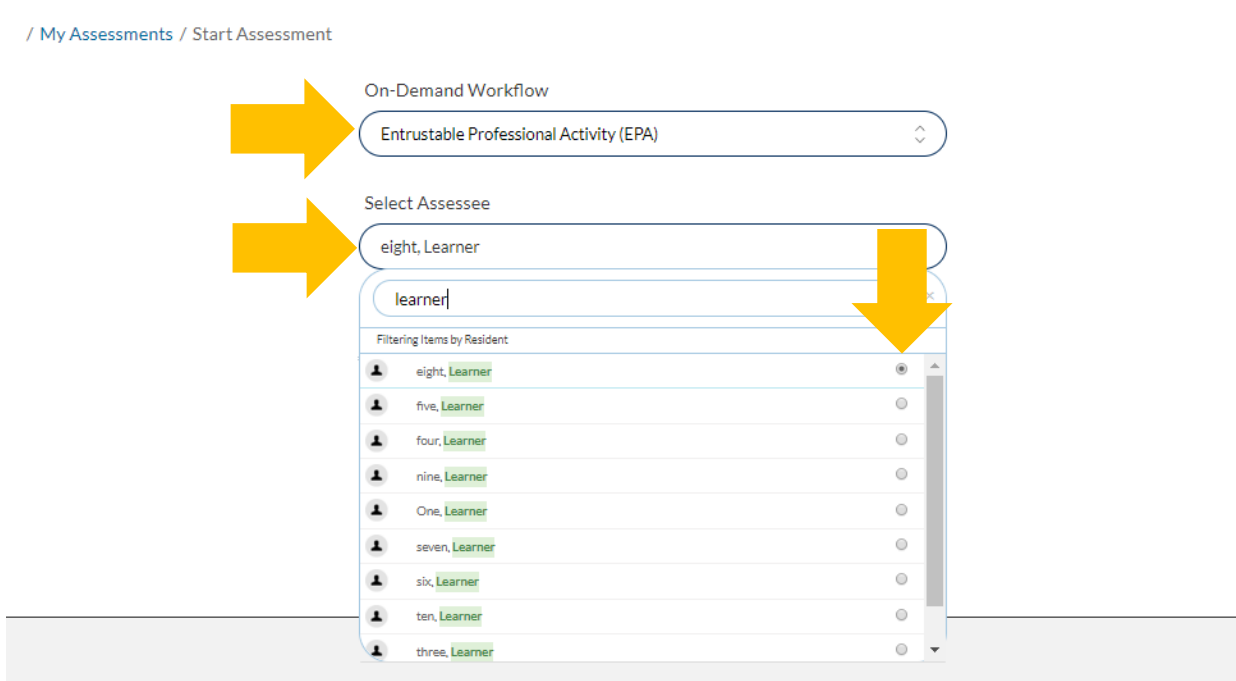 / My Assessments / Start Assessment
On-Demand Workflow
Entrustable Professional Activity (EPA)
Select Assessee
eight, Learner
learner
Filtering Items by Resident
eight, Learner
five, Learner
four, Learner
nine, Learner
One, Learner
seven, Learner
six, Learner
ten, Learner
three, Learner